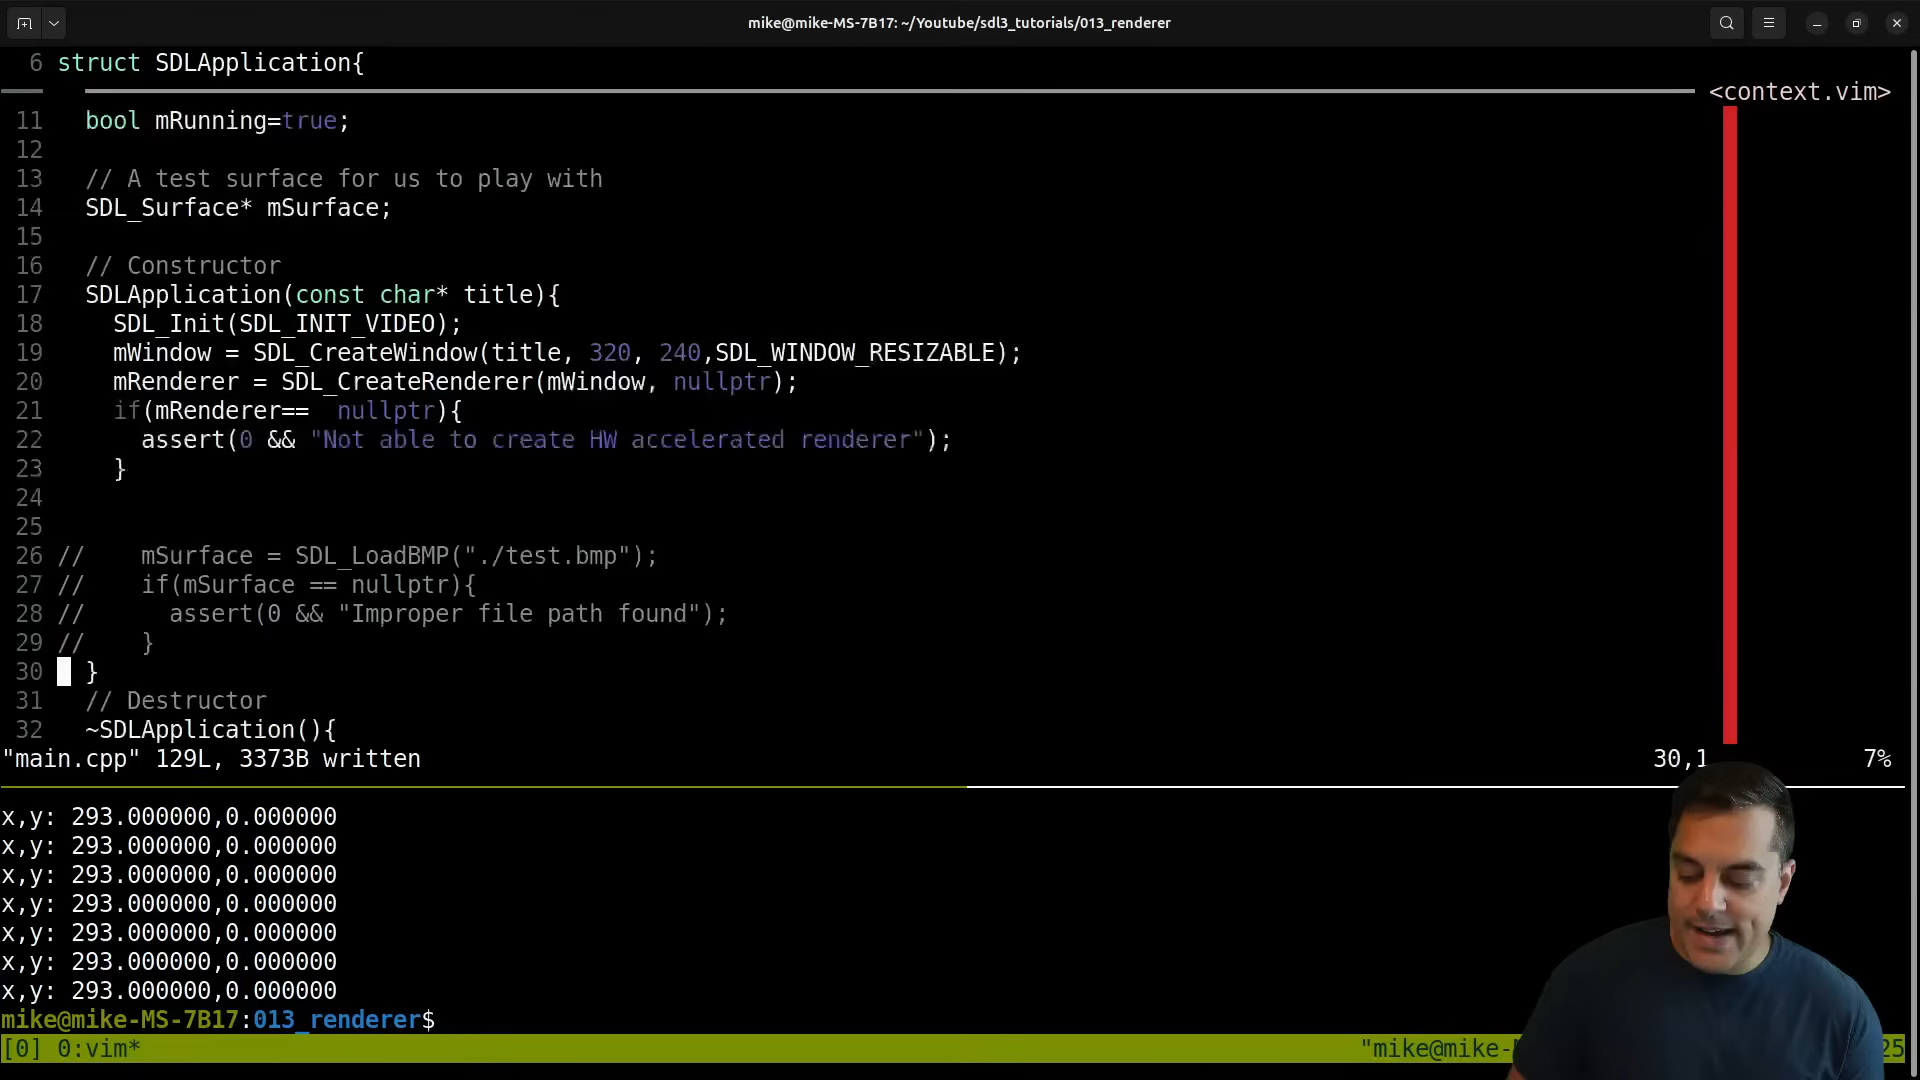 mike@mike-MS-7B17: ~/Youtube/sdl3_tutorials/013_renderer
6 struct SDLApplication{
<context.vim>
11   bool mRunning=true;
12
13   // A test surface for us to play with
14   SDL_Surface* mSurface;
15
16   // Constructor
17   SDLApplication(const char* title){
18     SDL_Init(SDL_INIT_VIDEO);
19     mWindow = SDL_CreateWindow(title, 320, 240,SDL_WINDOW_RESIZABLE);
20     mRenderer = SDL_CreateRenderer(mWindow, nullptr);
21     if(mRenderer==  nullptr){
22       assert(0 && "Not able to create HW accelerated renderer");
23     }
24
25
26 //    mSurface = SDL_LoadBMP("./test.bmp");
27 //    if(mSurface == nullptr){
28 //      assert(0 && "Improper file path found");
29 //    }
30   }
31   // Destructor
32   ~SDLApplication(){
"main.cpp" 129L, 3373B written 30,1 7%
x,y: 293.000000,0.000000
x,y: 293.000000,0.000000
x,y: 293.000000,0.000000
x,y: 293.000000,0.000000
x,y: 293.000000,0.000000
x,y: 293.000000,0.000000
x,y: 293.000000,0.000000
mike@mike-MS-7B17:013_renderer$
[0] 0:vim* "mike@mike- 25